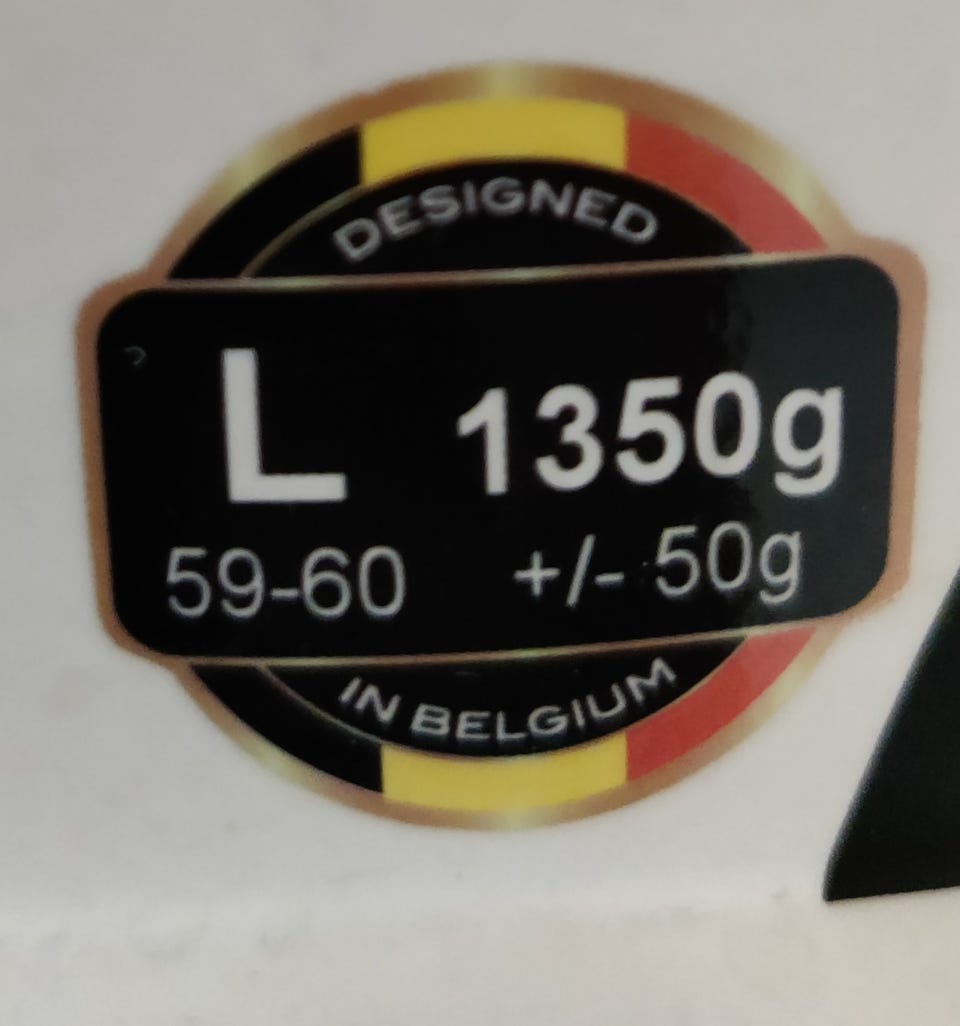 DESIGNED
L 1350g
59-60 +/- 50g
IN BELGIUM